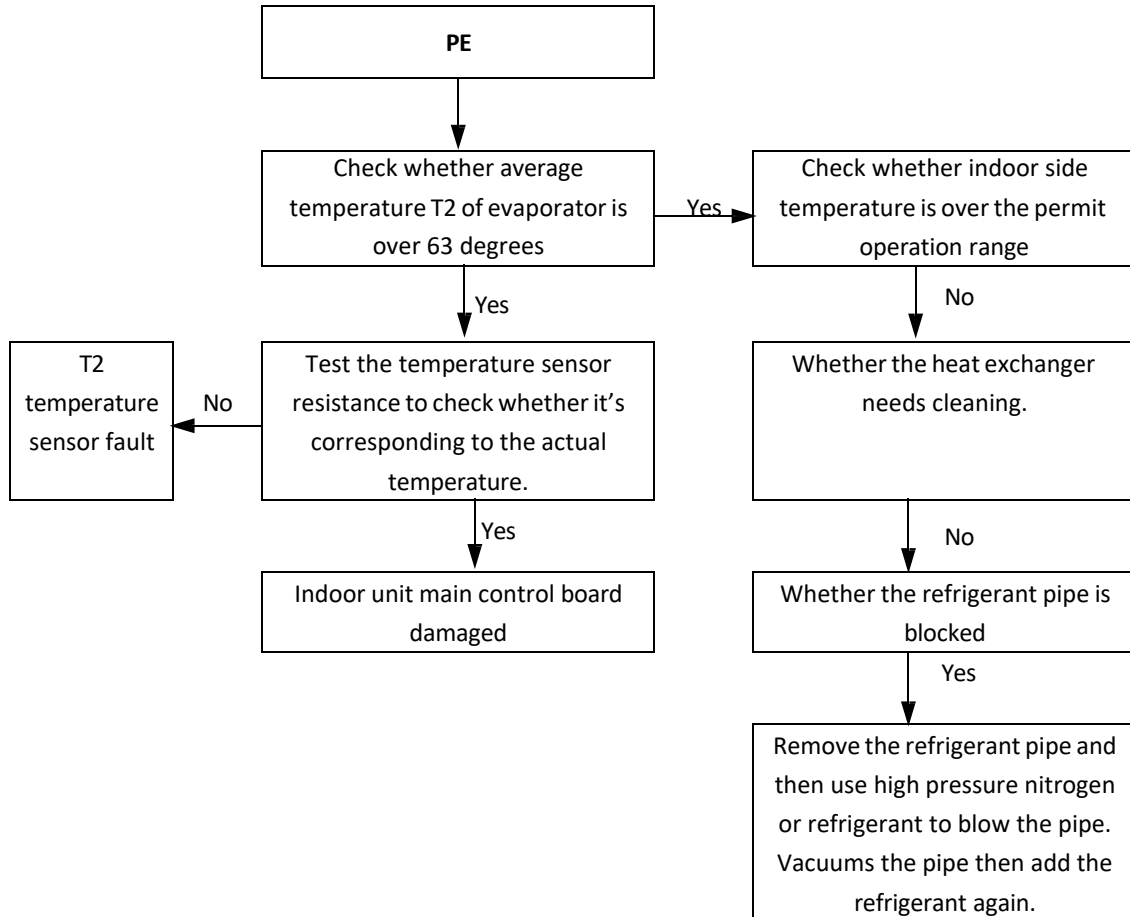 PE
Check whether average
temperature T2 of evaporator is
over 63 degrees
Yes
Check whether indoor side
temperature is over the permit
operation range
Yes
No
T2
temperature
sensor fault
No
Test the temperature sensor
resistance to check whether it’s
corresponding to the actual
temperature.
Whether the heat exchanger
needs cleaning.
Yes
No
Indoor unit main control board
damaged
Whether the refrigerant pipe is
blocked
Yes
Remove the refrigerant pipe and
then use high pressure nitrogen
or refrigerant to blow the pipe.
Vacuums the pipe then add the
refrigerant again.